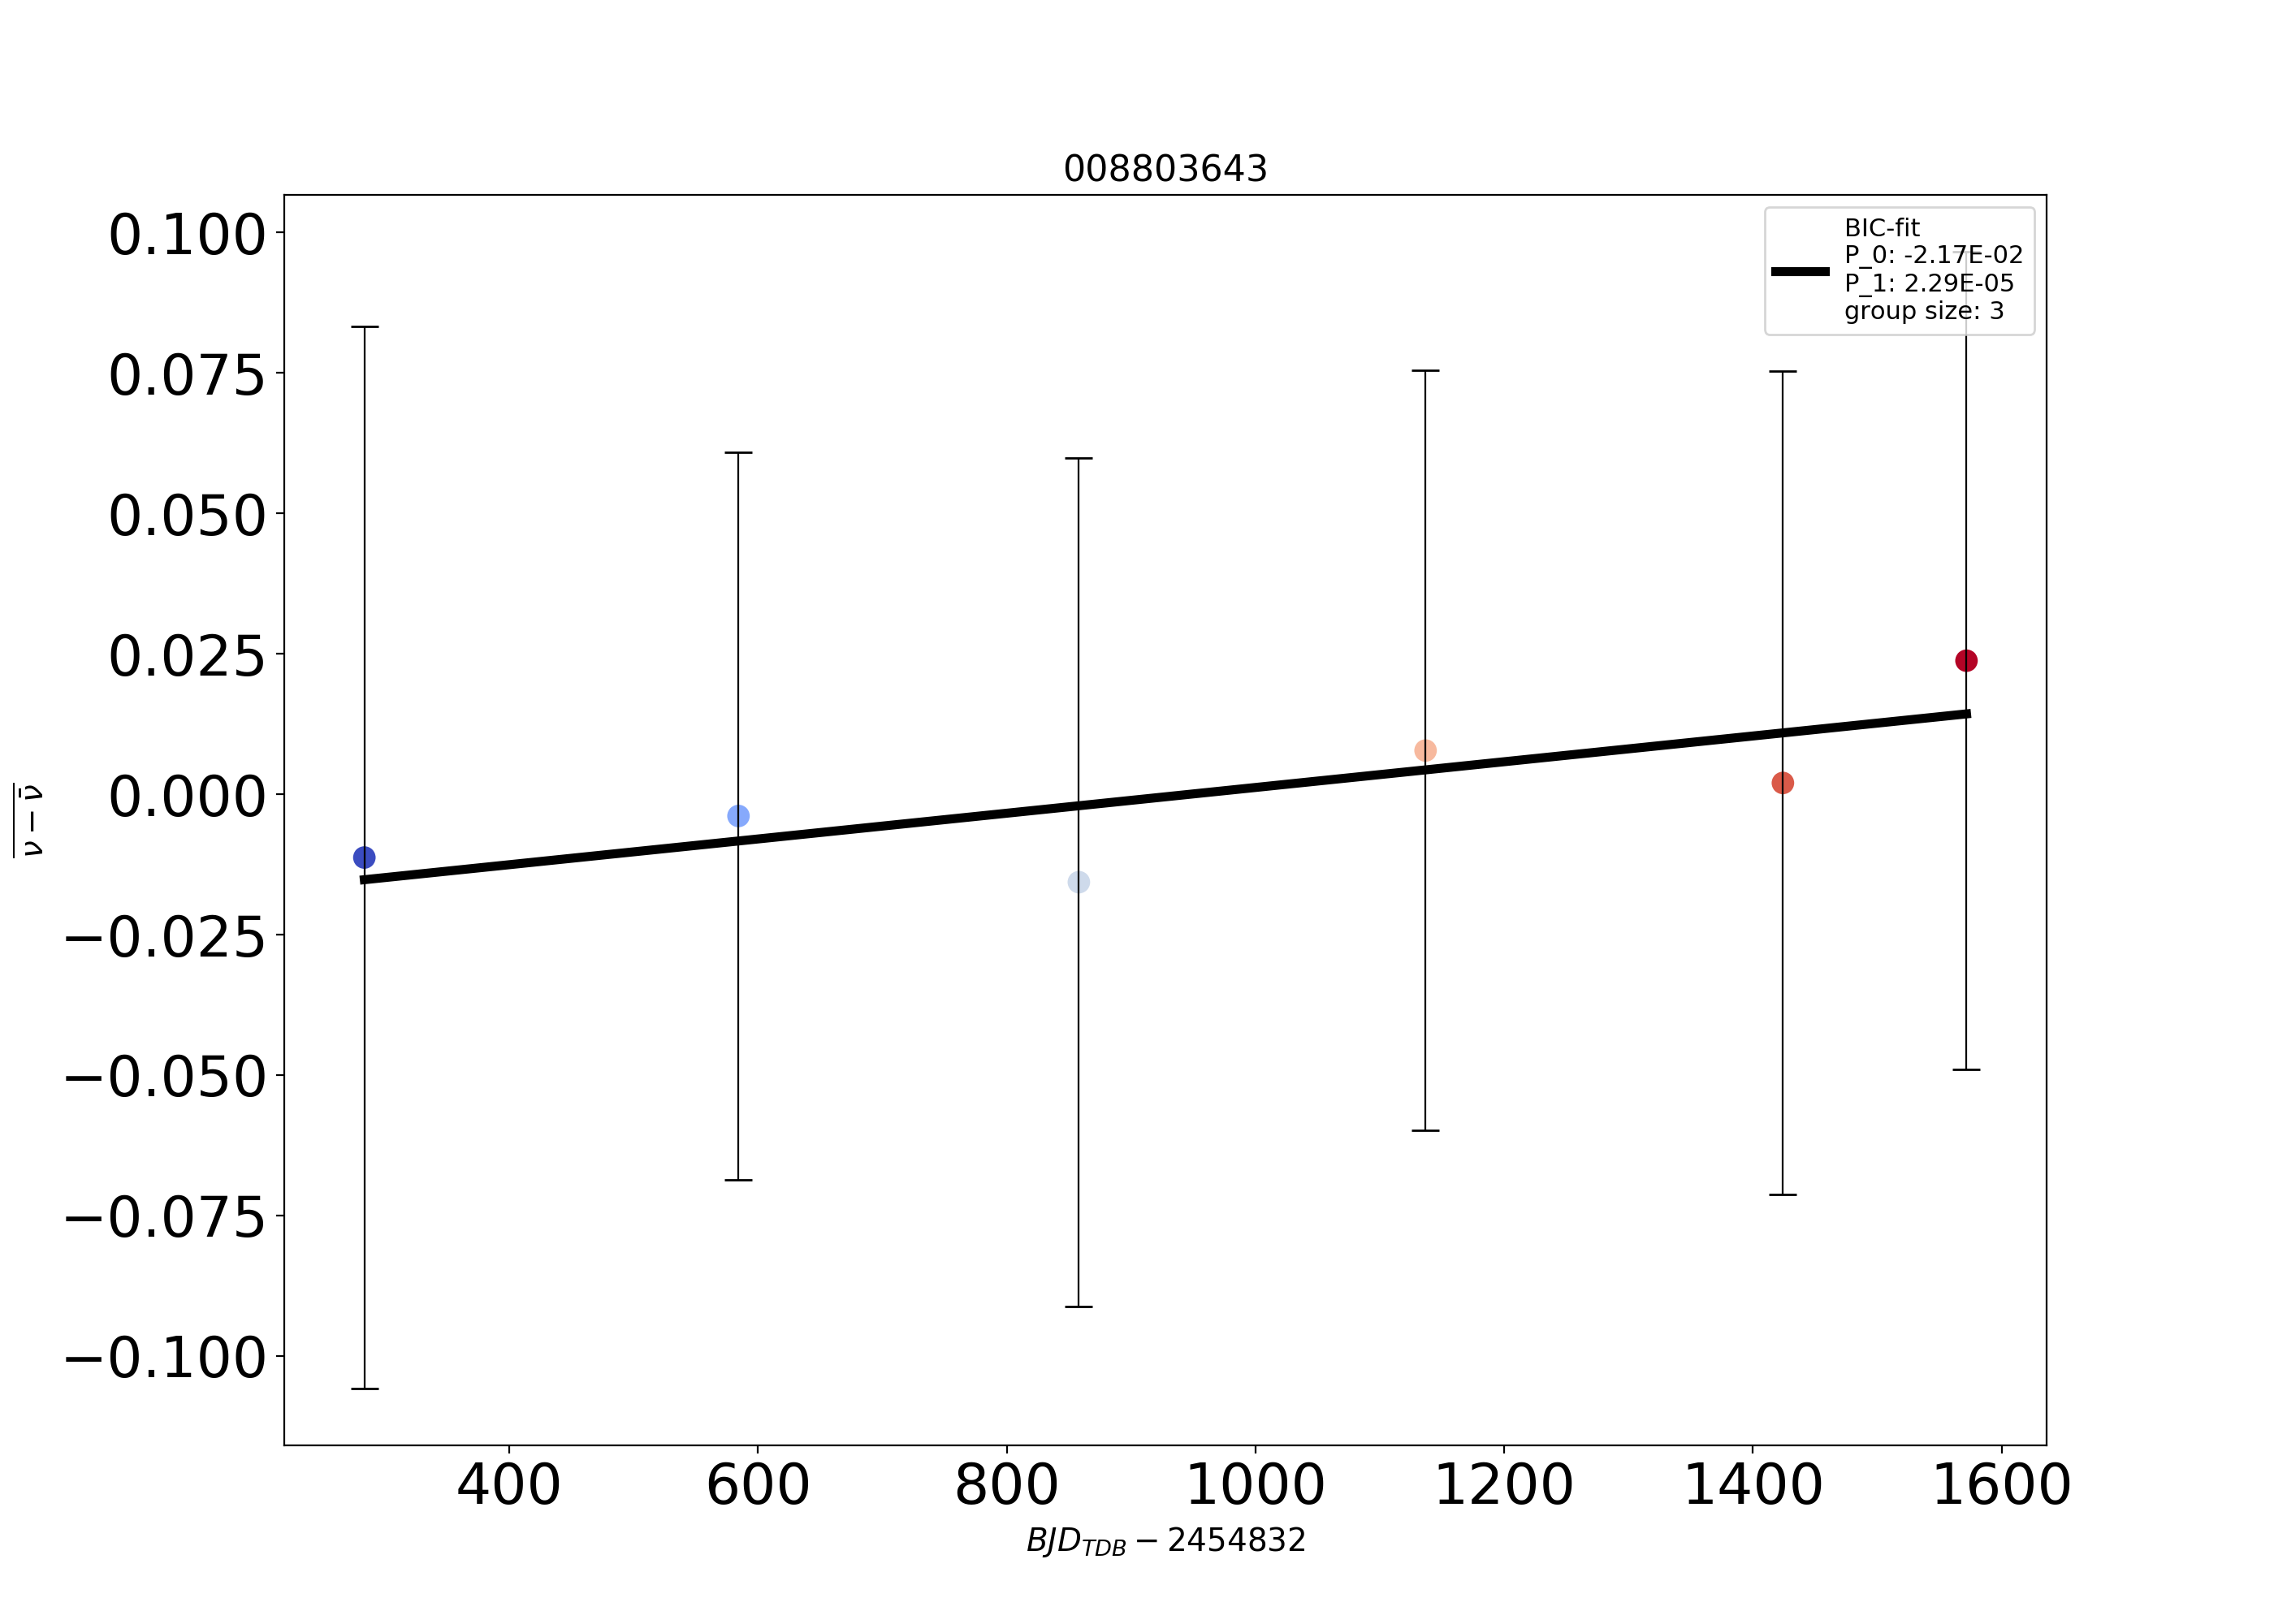 008803643
0.100
0.075
0.050
0.025
0.000
−0.025
−0.050
−0.075
−0.100
BIC-fit
P_0: -2.17E-02
P_1: 2.29E-05
group size: 3
ν − ν̄
400 600 800 1000 1200 1400 1600
BJD_TDB − 2454832